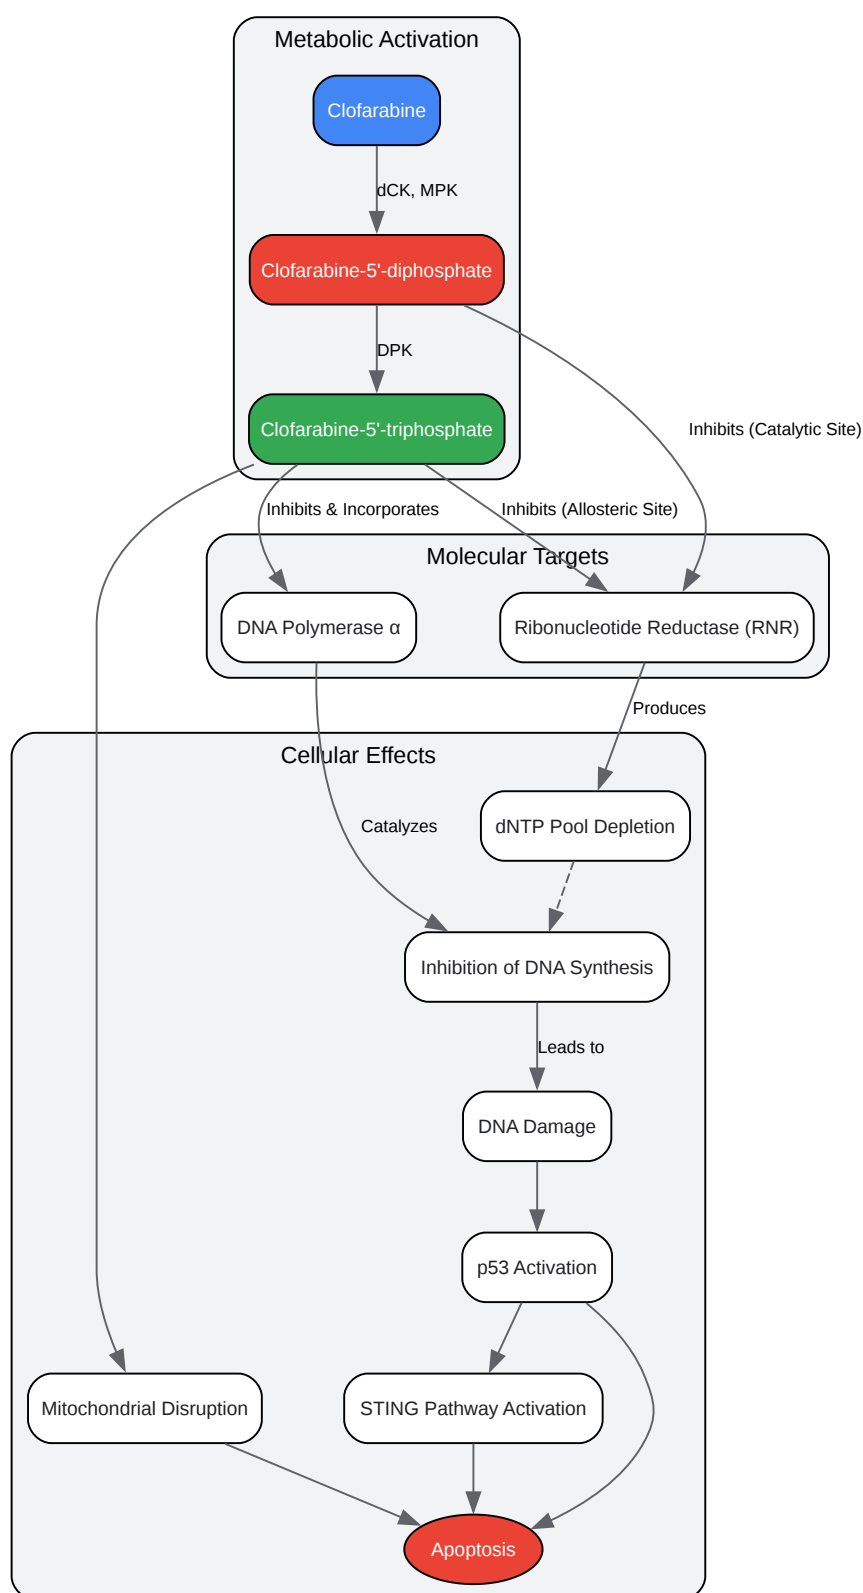 Metabolic Activation
Clofarabine
dCK, MPK
Clofarabine-5'-diphosphate
DPK
Clofarabine-5'-triphosphate
Inhibits (Catalytic Site)
Inhibits & Incorporates
Inhibits (Allosteric Site)
Molecular Targets
DNA Polymerase α
Ribonucleotide Reductase (RNR)
Produces
Cellular Effects
Catalyzes
dNTP Pool Depletion
Inhibition of DNA Synthesis
Leads to
DNA Damage
p53 Activation
Mitochondrial Disruption
STING Pathway Activation
Apoptosis